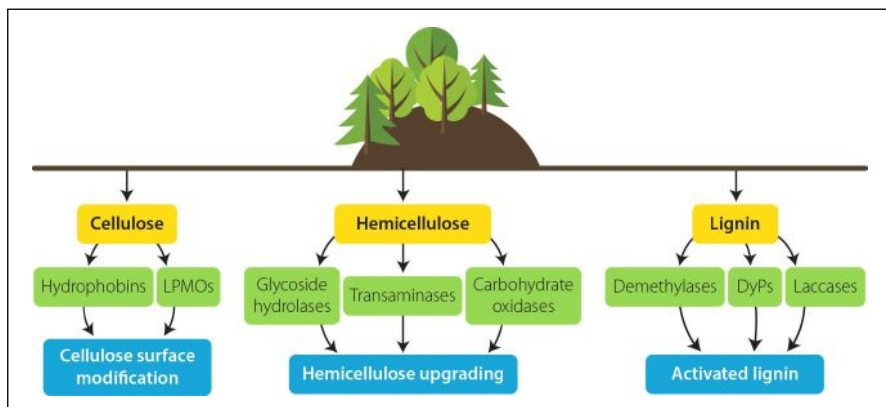 Cellulose
Hemicellulose
Lignin
Hydrophobins
LPMOs
Glycoside
hydrolases
Transaminases
Carbohydrate
oxidases
Demethylases
DyPs
Laccases
Cellulose surface
modification
Hemicellulose upgrading
Activated lignin